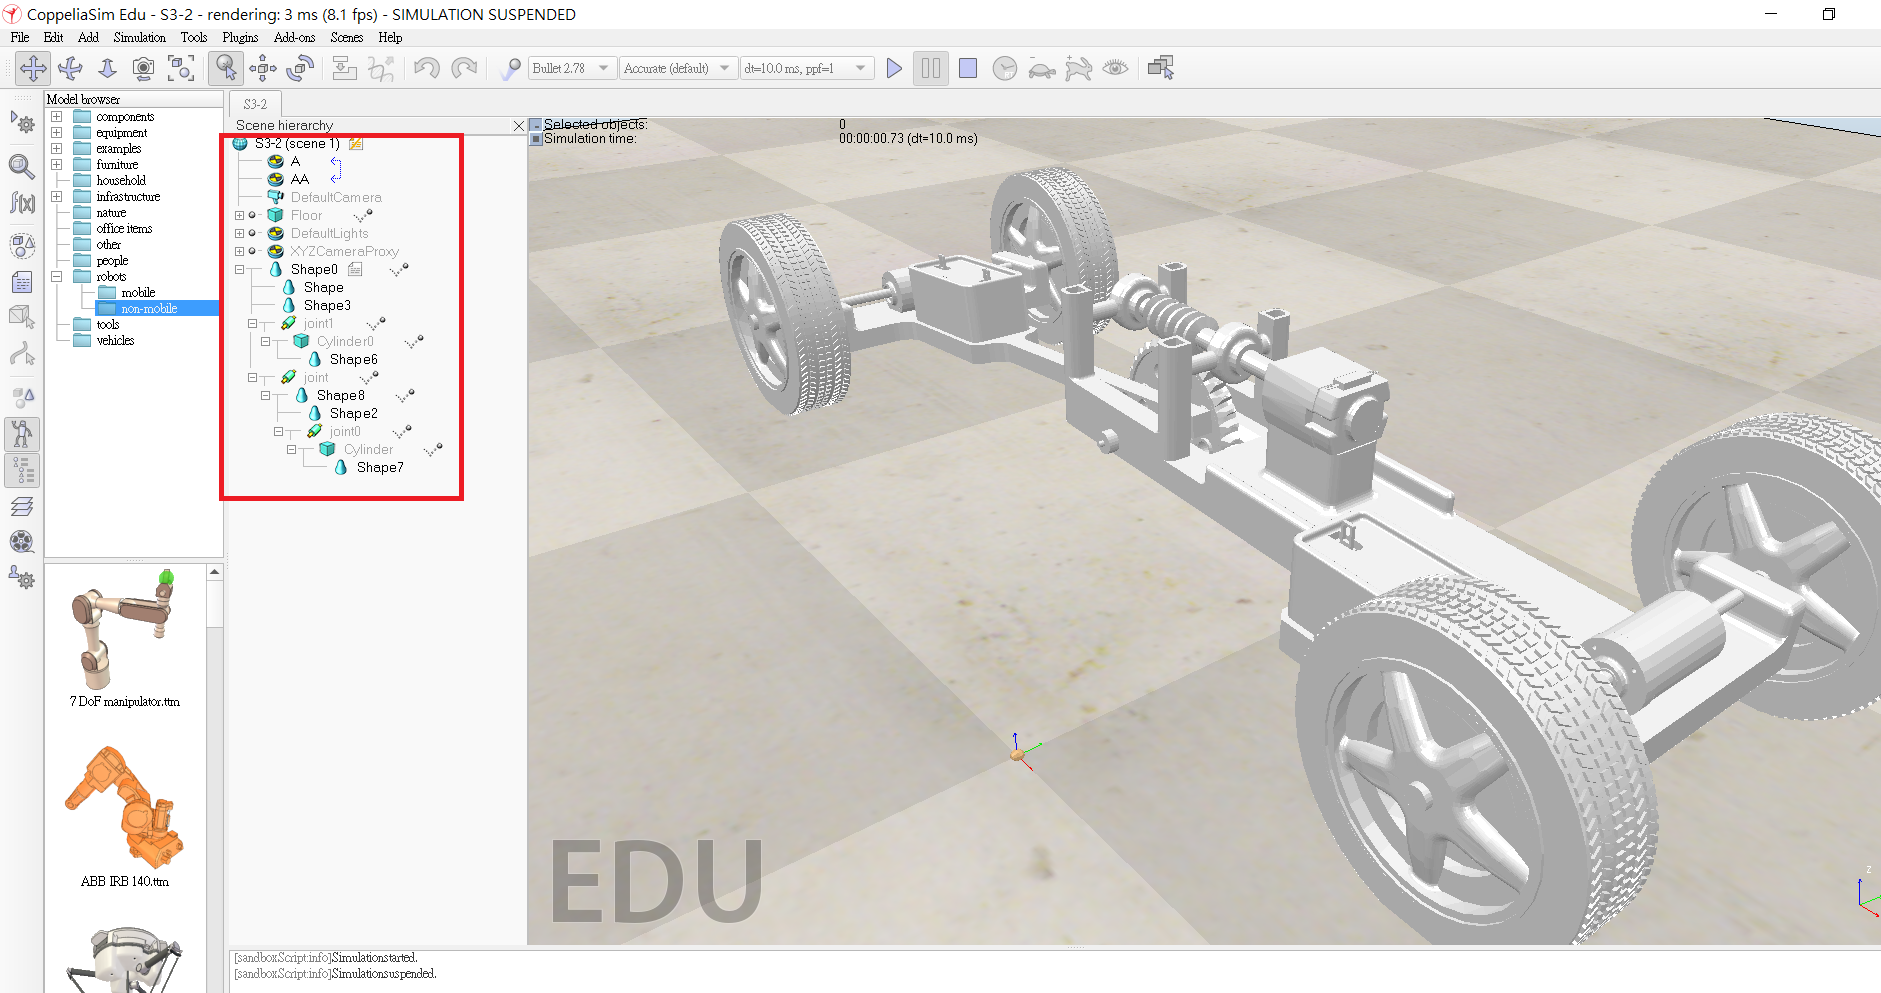 CoppeliaSim Edu - S3-2 - rendering: 3 ms (8.1 fps) - SIMULATION SUSPENDED
File Edit Add Simulation Tools Plugins Add-ons Scenes Help
Bullet 2.78 Accurate (default) dt=10.0 ms, ppf=1 RT
Model browser
components
equipment
examples
furniture
household
infrastructure
nature
office items
other
people
robots
mobile
non-mobile
tools
vehicles
7 DoF manipulator.ttm
ABB IRB 140.ttm
S3-2
Scene hierarchy
S3-2 (scene 1)
A
AA
DefaultCamera
Floor
DefaultLights
XYZCameraProxy
Shape0
Shape
Shape3
joint1
Cylinder0
Shape6
joint
Shape8
Shape2
joint0
Cylinder
Shape7
Selected objects: 0
Simulation time: 00:00:00.73 (dt=10.0 ms)
EDU
z
[sandboxScript:info]Simulationstarted.
[sandboxScript:info]Simulationsuspended.